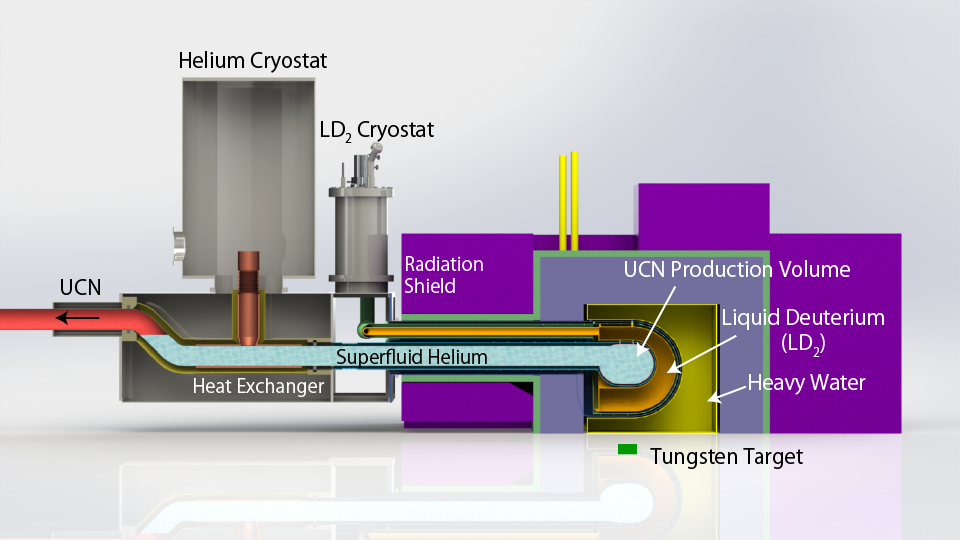 Helium Cryostat
LD₂ Cryostat
Radiation
Shield
UCN Production Volume
UCN
Liquid Deuterium
(LD₂)
Superfluid Helium
Heat Exchanger
Heavy Water
Tungsten Target